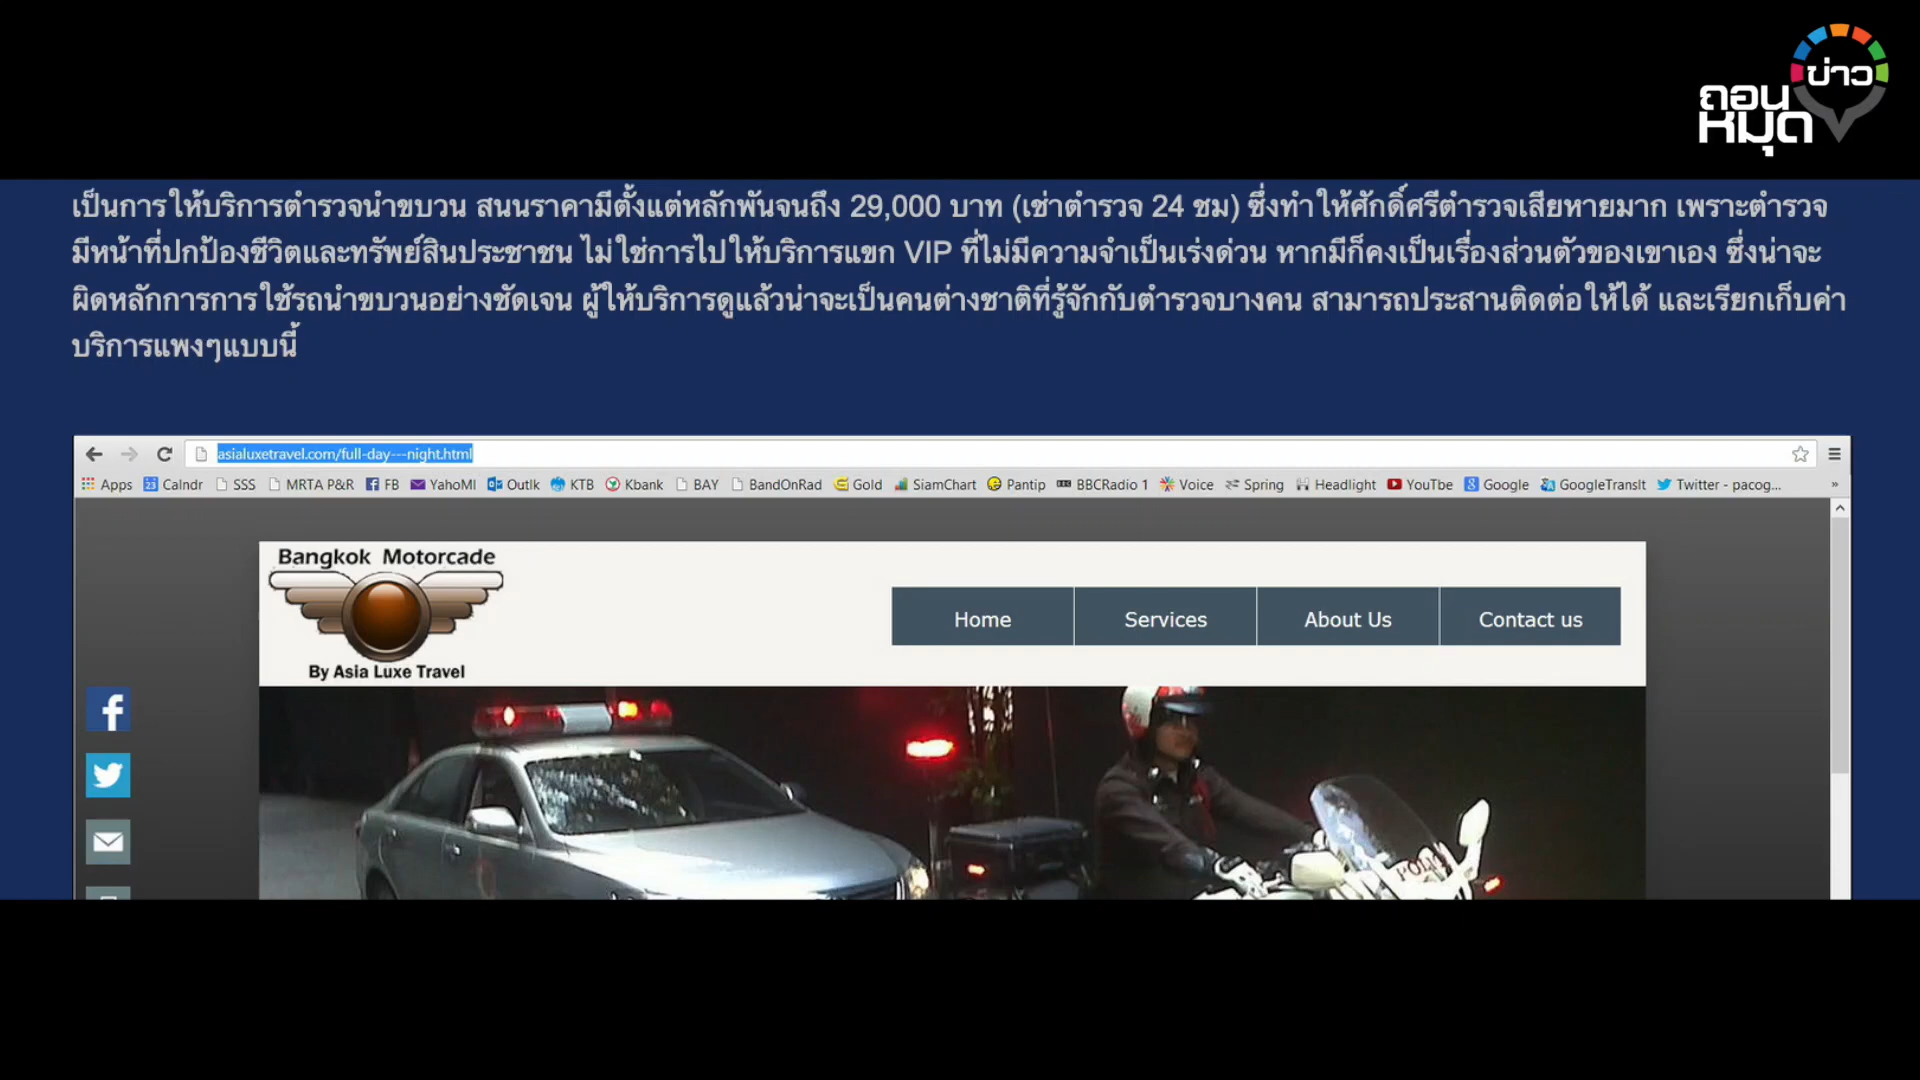 ถอน
หมุด
ข่าว
เป็นการให้บริการตำรวจนำขบวน สนนราคามีตั้งแต่หลักพันจนถึง 29,000 บาท (เช่าตำรวจ 24 ชม) ซึ่งทำให้ศักดิ์ศรีตำรวจเสียหายมาก เพราะตำรวจ
มีหน้าที่ปกป้องชีวิตและทรัพย์สินประชาชน ไม่ใช่การไปให้บริการแขก VIP ที่ไม่มีความจำเป็นเร่งด่วน หากมีก็คงเป็นเรื่องส่วนตัวของเขาเอง ซึ่งน่าจะ
ผิดหลักการการใช้รถนำขบวนอย่างชัดเจน ผู้ให้บริการดูแล้วน่าจะเป็นคนต่างชาติที่รู้จักกับตำรวจบางคน สามารถประสานติดต่อให้ได้ และเรียกเก็บค่า
บริการแพงๆแบบนี้
asialuxetravel.com/full-day---night.html
Apps 23 Calndr SSS MRTA P&R FB YahoMl Outlk KTB Kbank BAY BandOnRad Gold SiamChart Pantip BBCRadio 1 Voice Spring Headlight YouTbe Google GoogleTranslt Twitter - pacog... »
Bangkok Motorcade
By Asia Luxe Travel
Home Services About Us Contact us
POLIC